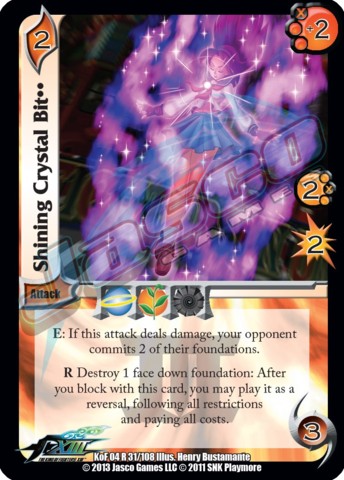 2
+2
Shining Crystal Bit••
JASCO
GAMES
2
2
Attack
E: If this attack deals damage, your opponent
commits 2 of their foundations.
R Destroy 1 face down foundation: After
you block with this card, you may play it as a
reversal, following all restrictions
and paying all costs.
XIII
3
KoF 04 R 31/108 Illus. Henry Bustamante
© 2013 Jasco Games LLC © 2011 SNK Playmore